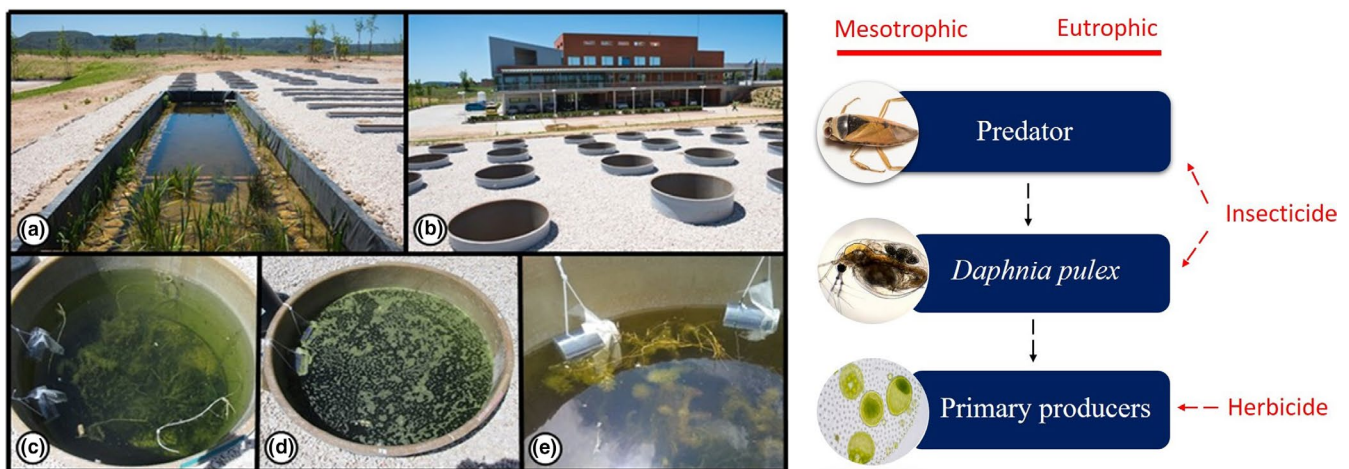 (a)
(b)
(c)
(d)
(e)
Mesotrophic
Eutrophic
Predator
Insecticide
Daphnia pulex
Primary producers
Herbicide